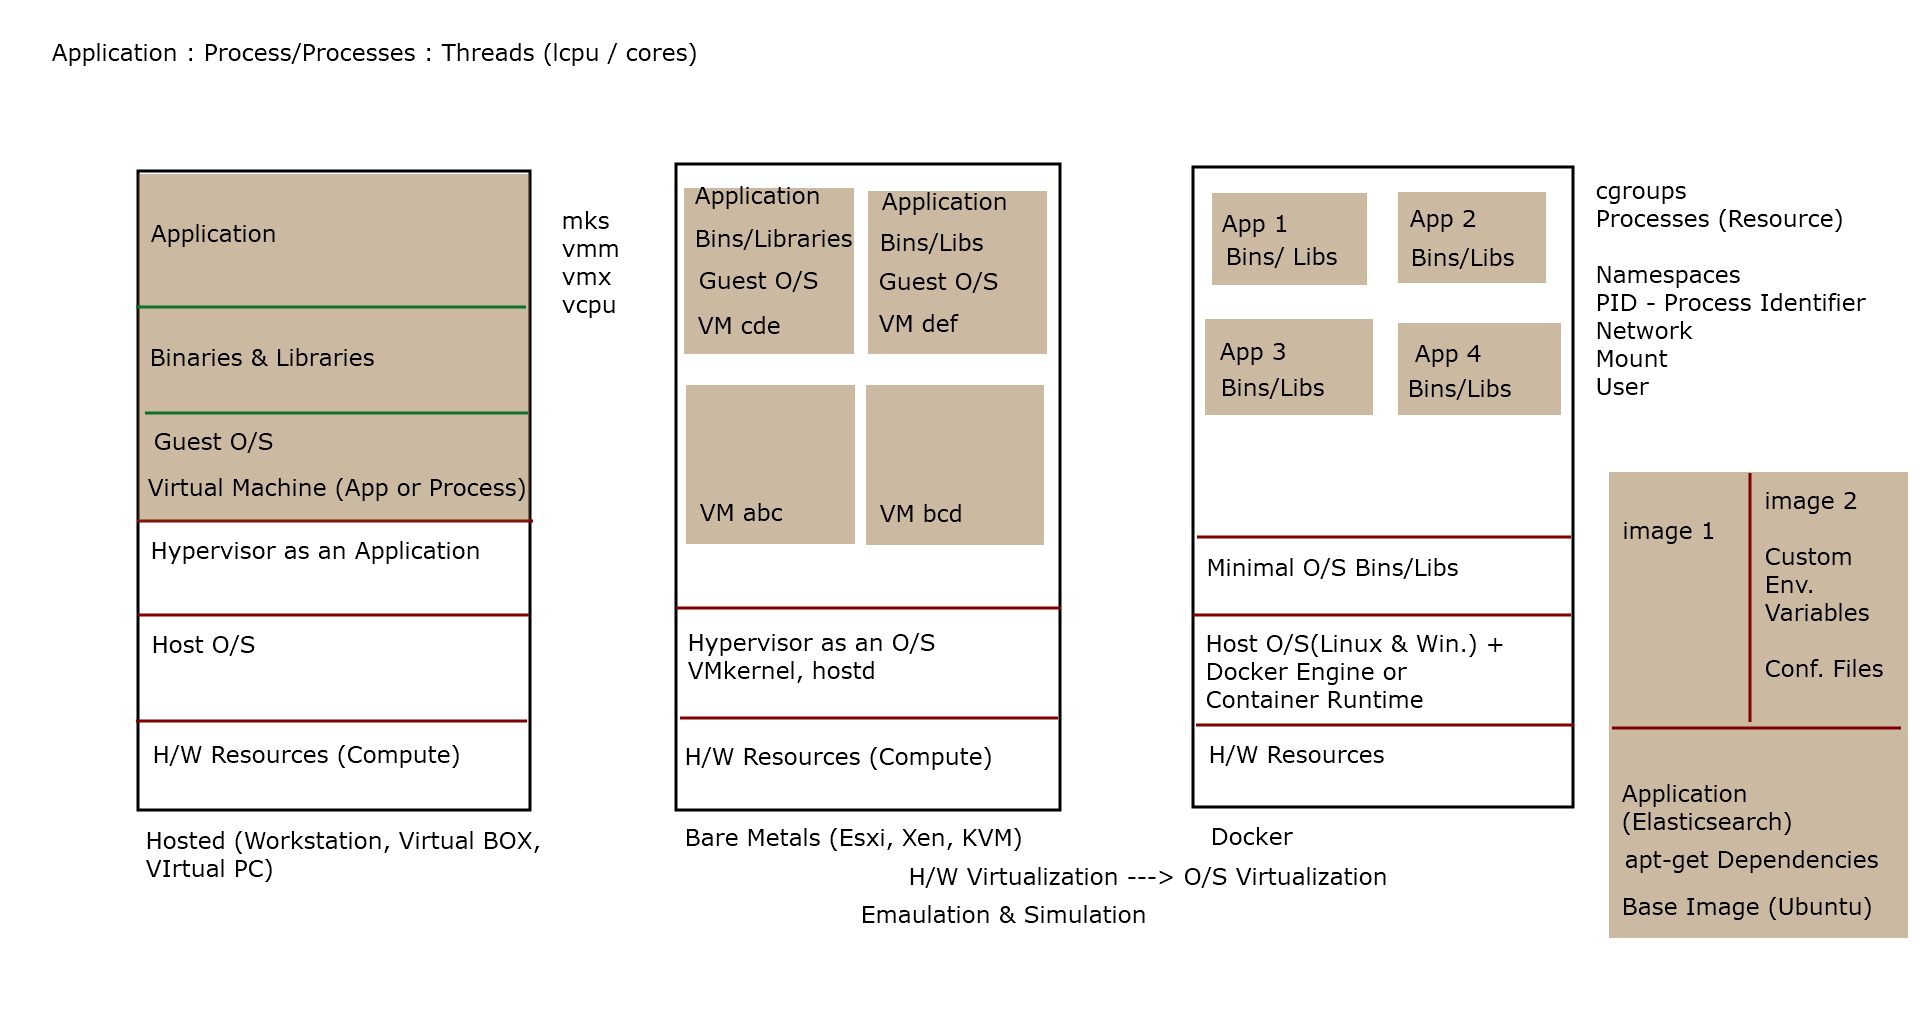 Application : Process/Processes : Threads (lcpu / cores)
Application
Binaries & Libraries
Guest O/S
Virtual Machine (App or Process)
Hypervisor as an Application
Host O/S
H/W Resources (Compute)
Hosted (Workstation, Virtual BOX,
VIrtual PC)
mks
vmm
vmx
vcpu
Application
Bins/Libraries
Guest O/S
VM cde
Application
Bins/Libs
Guest O/S
VM def
VM abc
VM bcd
Hypervisor as an O/S
VMkernel, hostd
H/W Resources (Compute)
Bare Metals (Esxi, Xen, KVM)
App 1
Bins/ Libs
App 2
Bins/Libs
App 3
Bins/Libs
App 4
Bins/Libs
Minimal O/S Bins/Libs
Host O/S(Linux & Win.) +
Docker Engine or
Container Runtime
H/W Resources
Docker
H/W Virtualization ---> O/S Virtualization
Emaulation & Simulation
cgroups
Processes (Resource)
Namespaces
PID - Process Identifier
Network
Mount
User
image 1
image 2
Custom
Env.
Variables
Conf. Files
Application
(Elasticsearch)
apt-get Dependencies
Base Image (Ubuntu)